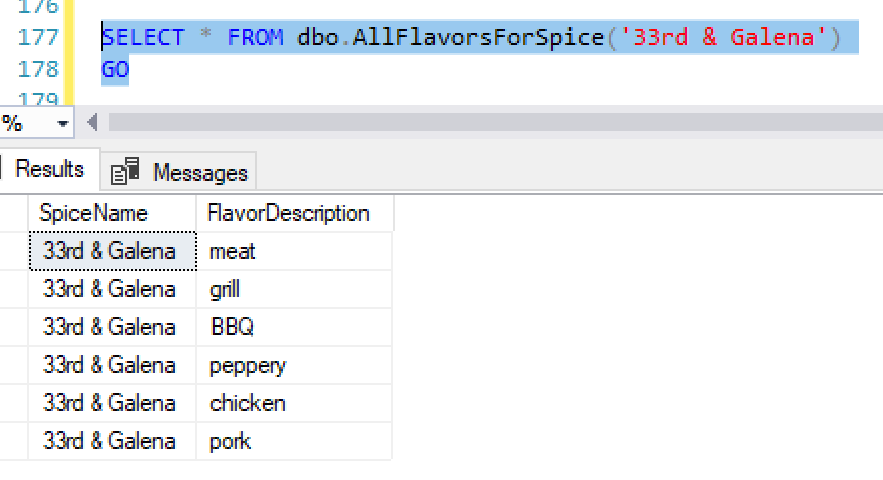 176
177 SELECT * FROM dbo.AllFlavorsForSpice('33rd & Galena')
178 GO
179
%
Results Messages
SpiceName FlavorDescription
33rd & Galena meat
33rd & Galena grill
33rd & Galena BBQ
33rd & Galena peppery
33rd & Galena chicken
33rd & Galena pork